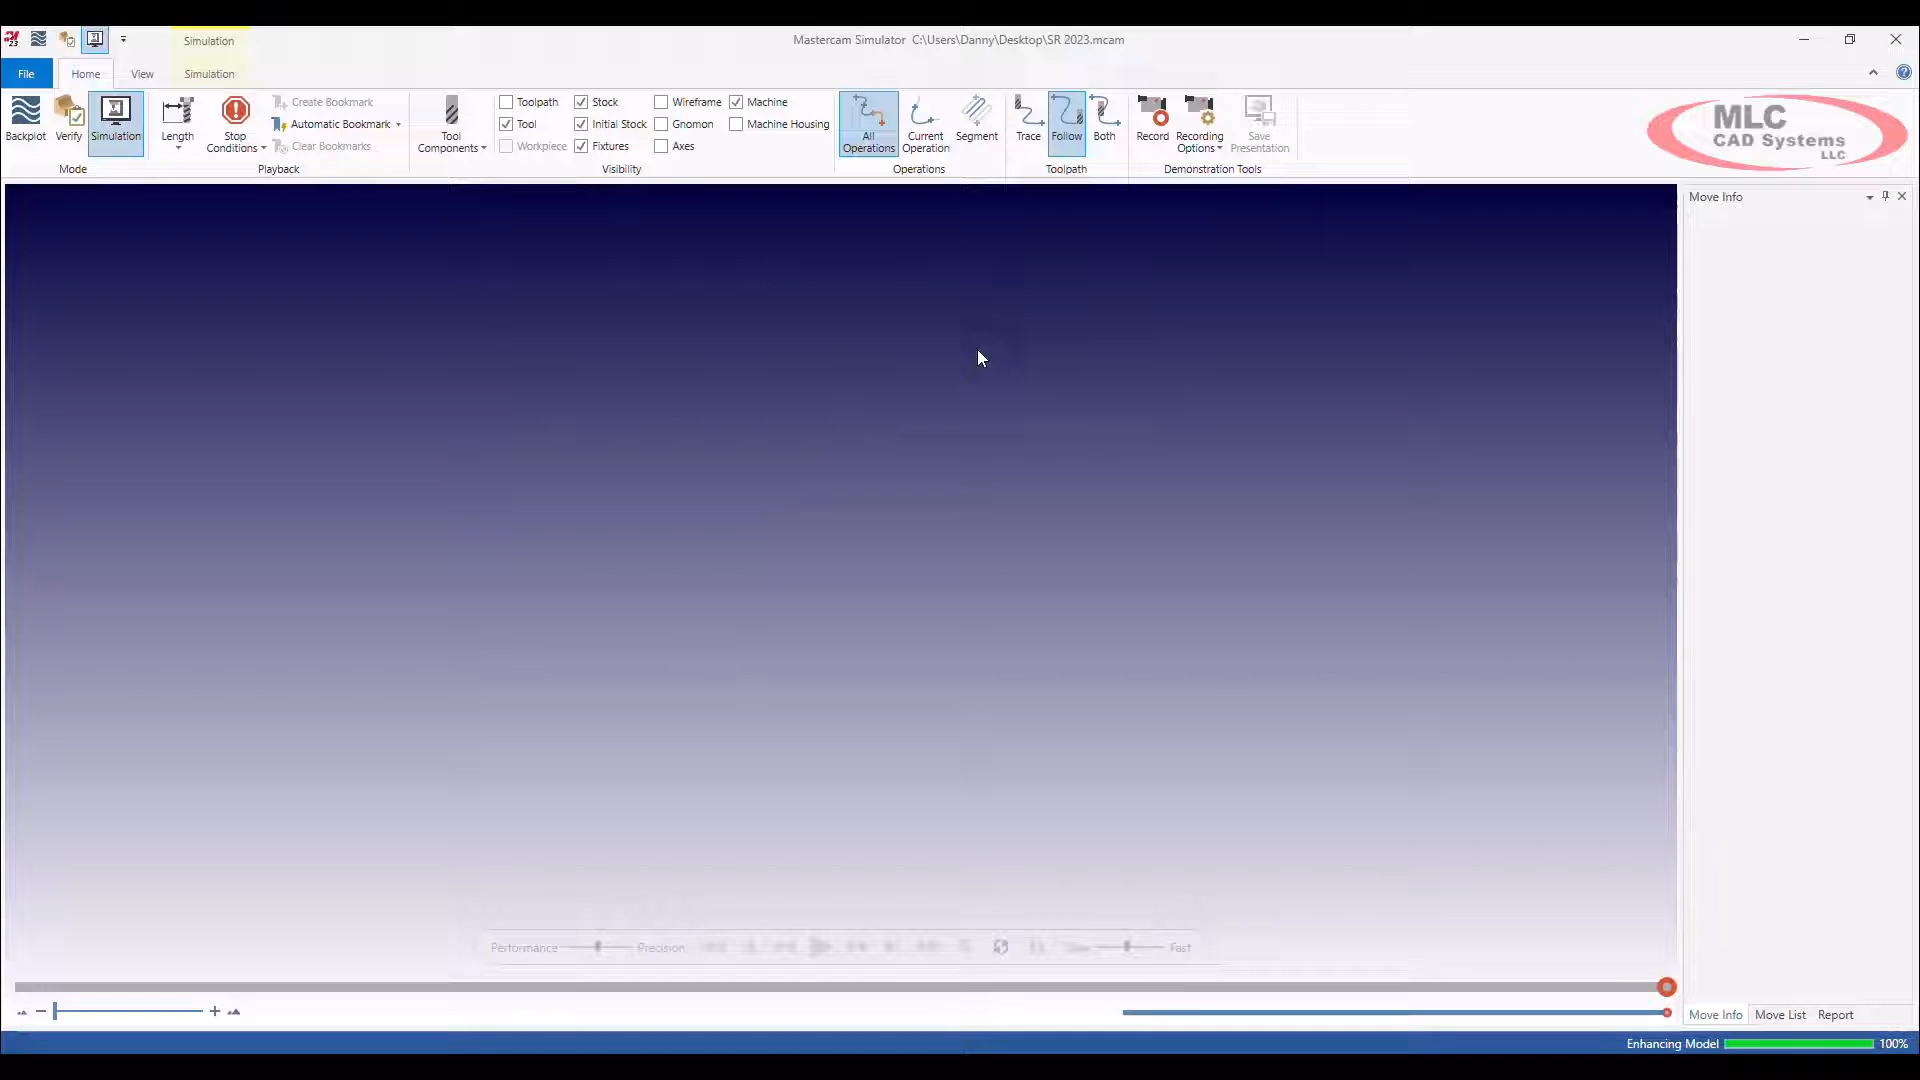 Simulation
Mastercam Simulator C:\Users\Danny\Desktop\SR 2023.mcam
File
Home
View
Simulation
Backplot
Verify
Simulation
Mode
Length
Stop
Conditions
Create Bookmark
Automatic Bookmark
Clear Bookmarks
Playback
Tool
Components
Toolpath
Tool
Workpiece
Stock
Initial Stock
Fixtures
Wireframe
Gnomon
Axes
Machine
Machine Housing
Visibility
All
Operations
Current
Operation
Segment
Operations
Trace
Follow
Both
Toolpath
Record
Recording
Options
Save
Presentation
Demonstration Tools
MLC
CAD Systems
LLC
Move Info
Performance
Precision
Fast
Move Info
Move List
Report
Enhancing Model
100%